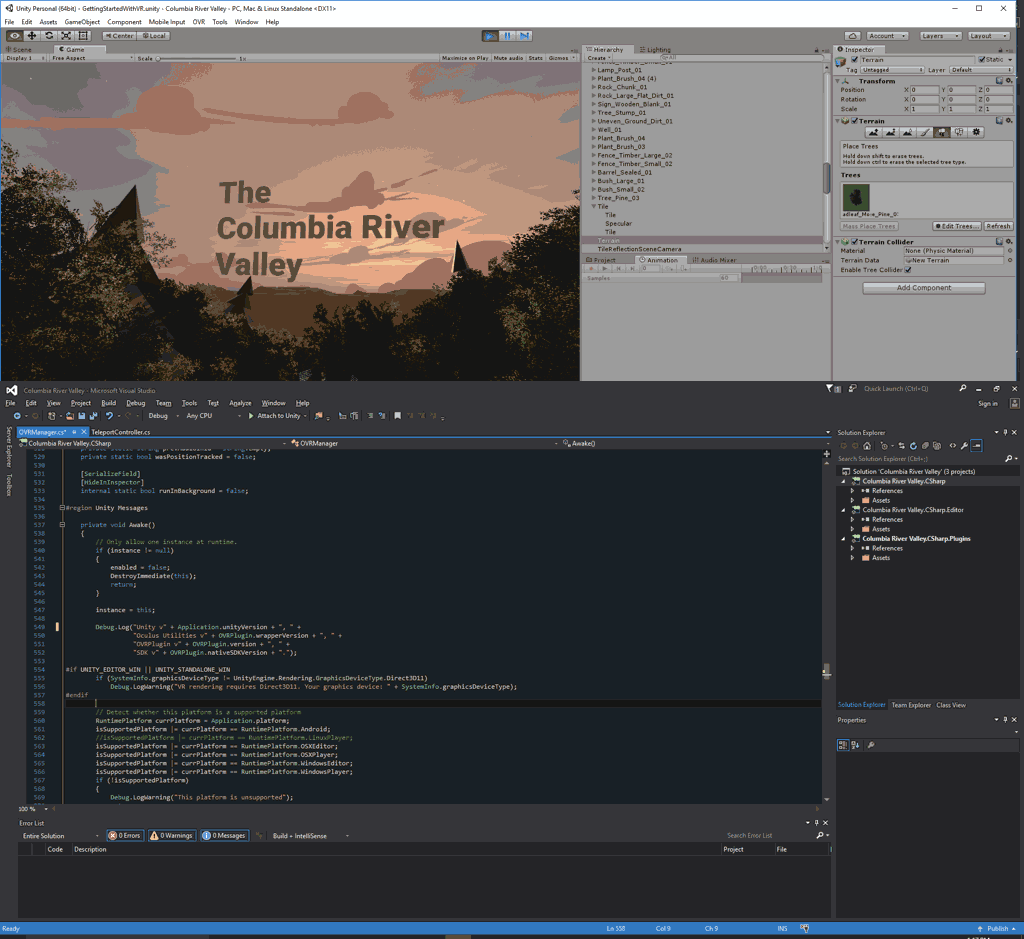 Unity Personal (64bit) - GettingStartedWithVR.unity - Columbia River Valley - PC, Mac & Linux Standalone <DX11>
File Edit Assets GameObject Component Mobile Input OVR Tools Window Help
Center Local Account Layers Layout
Scene Game
Display 1 Free Aspect Scale 1x Maximize on Play Mute audio Stats Gizmos
The
Columbia River
Valley
Hierarchy Lighting
Create All
Lamp_Post_01
Plant_Brush_04 (4)
Rock_Chunk_01
Rock_Large_Flat_Dirt_01
Sign_Wooden_Blank_01
Tree_Stump_01
Uneven_Ground_Dirt_01
Well_01
Plant_Brush_04
Plant_Brush_03
Fence_Timber_Large_02
Fence_Timber_Small_02
Barrel_Sealed_01
Bush_Large_01
Bush_Small_02
Tree_Pine_03
Tile
Tile
Specular
Tile
Terrain
TileReflectionSceneCamera
Project Animation Audio Mixer
0
Samples 60
Inspector
Terrain Static
Tag Untagged Layer Default
Transform
Position X 0 Y 0 Z 0
Rotation X 0 Y 0 Z 0
Scale X 1 Y 1 Z 1
Terrain
Place Trees
Hold down shift to erase trees.
Hold down ctrl to erase the selected tree type.
Trees
Mass Place Trees Edit Trees... Refresh
Terrain Collider
Material None (Physic Material)
Terrain Data New Terrain
Enable Tree Collider
Add Component
Columbia River Valley - Microsoft Visual Studio
Quick Launch (Ctrl+Q)
File Edit View Project Build Debug Team Tools Test Analyze Window Help
Sign in
Debug Any CPU Attach to Unity
Server Explorer
Toolbox
OVRManager.cs* TeleportController.cs
Columbia River Valley.CSharp OVRManager Awake()
529 private static bool wasPositionTracked = false;
530
531 [SerializeField]
532 [HideInInspector]
533 internal static bool runInBackground = false;
534
535 #region Unity Messages
536
537 private void Awake()
538 {
539 // Only allow one instance at runtime.
540 if (instance != null)
541 {
542 enabled = false;
543 DestroyImmediate(this);
544 return;
545 }
546
547 instance = this;
548
549 Debug.Log("Unity v" + Application.unityVersion + ", " +
550 "Oculus Utilities v" + OVRPlugin.wrapperVersion + ", " +
551 "OVRPlugin v" + OVRPlugin.version + ", " +
552 "SDK v" + OVRPlugin.nativeSDKVersion + ".");
553
554 #if UNITY_EDITOR_WIN || UNITY_STANDALONE_WIN
555 if (SystemInfo.graphicsDeviceType != UnityEngine.Rendering.GraphicsDeviceType.Direct3D11)
556 Debug.LogWarning("VR rendering requires Direct3D11. Your graphics device: " + SystemInfo.graphicsDeviceType);
557 #endif
558
559 // Detect whether this platform is a supported platform
560 RuntimePlatform currPlatform = Application.platform;
561 isSupportedPlatform |= currPlatform == RuntimePlatform.Android;
562 //isSupportedPlatform |= currPlatform == RuntimePlatform.LinuxPlayer;
563 isSupportedPlatform |= currPlatform == RuntimePlatform.OSXEditor;
564 isSupportedPlatform |= currPlatform == RuntimePlatform.OSXPlayer;
565 isSupportedPlatform |= currPlatform == RuntimePlatform.WindowsEditor;
566 isSupportedPlatform |= currPlatform == RuntimePlatform.WindowsPlayer;
567 if (!isSupportedPlatform)
568 {
569 Debug.LogWarning("This platform is unsupported");
100 %
Solution Explorer
Search Solution Explorer (Ctrl+;)
Solution 'Columbia River Valley' (3 projects)
Columbia River Valley.CSharp
References
Assets
Columbia River Valley.CSharp.Editor
References
Assets
Columbia River Valley.CSharp.Plugins
References
Assets
Solution Explorer Team Explorer Class View
Properties
Error List
Entire Solution 0 Errors 0 Warnings 0 Messages Build + IntelliSense Search Error List
Code Description Project File
Ready Ln 558 Col 9 Ch 9 INS Publish